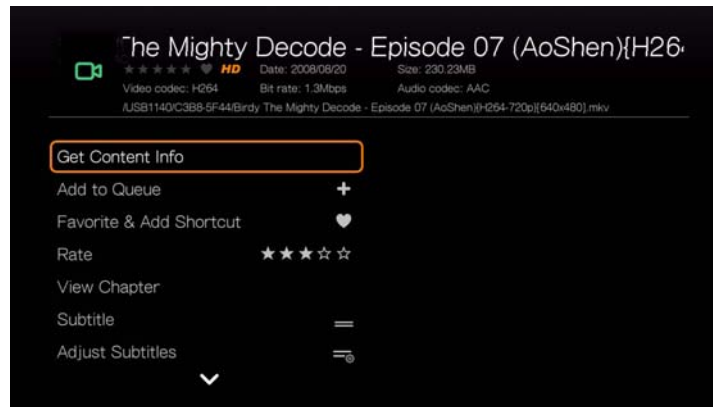 The Mighty Decode - Episode 07 (AoShen){H26
HD Date: 2008/08/20 Size: 230.23MB
Video codec: H264 Bit rate: 1.3Mbps Audio codec: AAC
/USB1140/C3B8-5F44/Birdy The Mighty Decode - Episode 07 (AoShen)(H264-720p)[640x480].mkv
Get Content Info
Add to Queue
Favorite & Add Shortcut
Rate
View Chapter
Subtitle
Adjust Subtitles